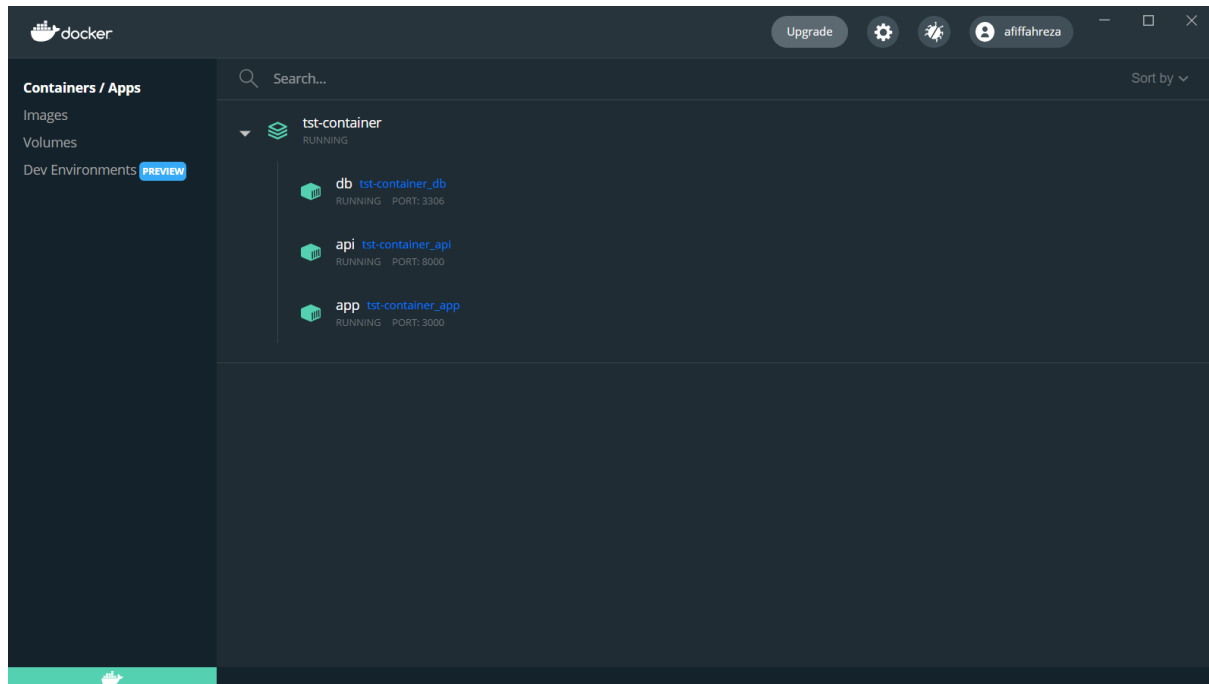 docker
Upgrade
afiffahreza
Containers / Apps
Images
Volumes
Dev Environments PREVIEW
Search...
Sort by
tst-container
RUNNING
db tst-container_db
RUNNING PORT: 3306
api tst-container_api
RUNNING PORT: 8000
app tst-container_app
RUNNING PORT: 3000